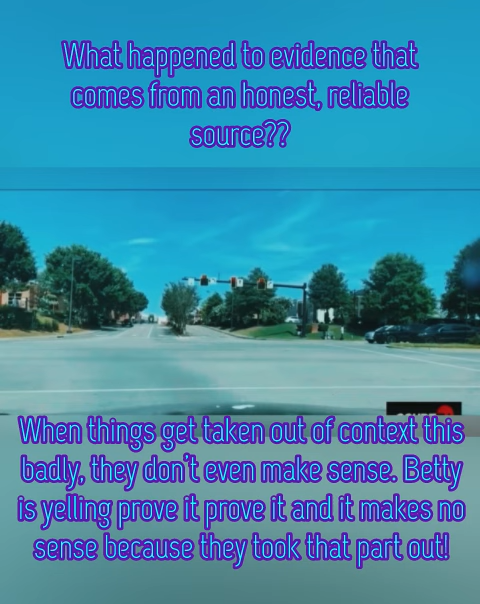 What happened to evidence that
comes from an honest, reliable
source??
When things get taken out of context this
badly, they don't even make sense. Betty
is yelling prove it prove it and it makes no
sense because they took that part out!